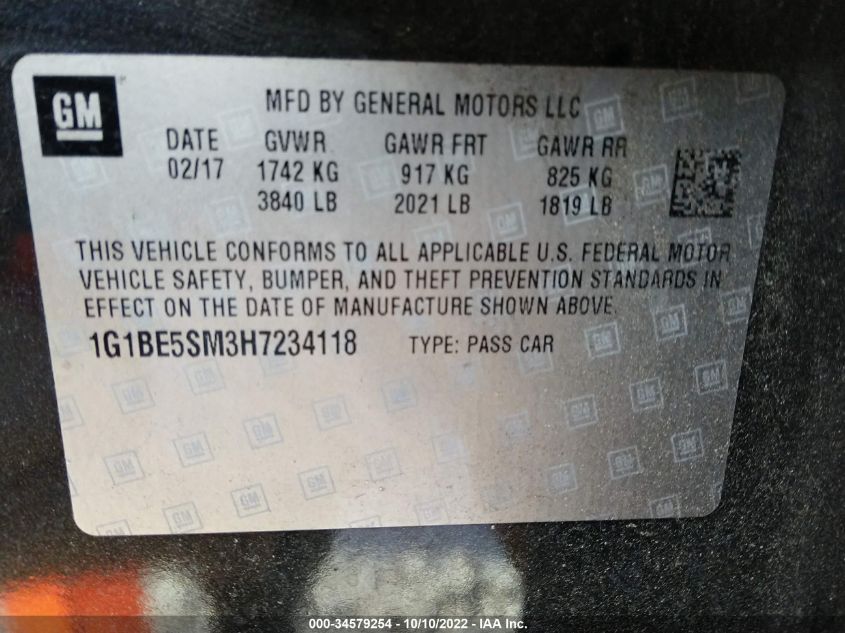 GM
MFD BY GENERAL MOTORS LLC
DATE GVWR GAWR FRT GAWR RR
02/17 1742 KG 917 KG 825 KG
3840 LB 2021 LB 1819 LB
THIS VEHICLE CONFORMS TO ALL APPLICABLE U.S. FEDERAL MOTOR
VEHICLE SAFETY, BUMPER, AND THEFT PREVENTION STANDARDS IN
EFFECT ON THE DATE OF MANUFACTURE SHOWN ABOVE.
1G1BE5SM3H7234118 TYPE: PASS CAR
000-34579254 - 10/10/2022 - IAA Inc.